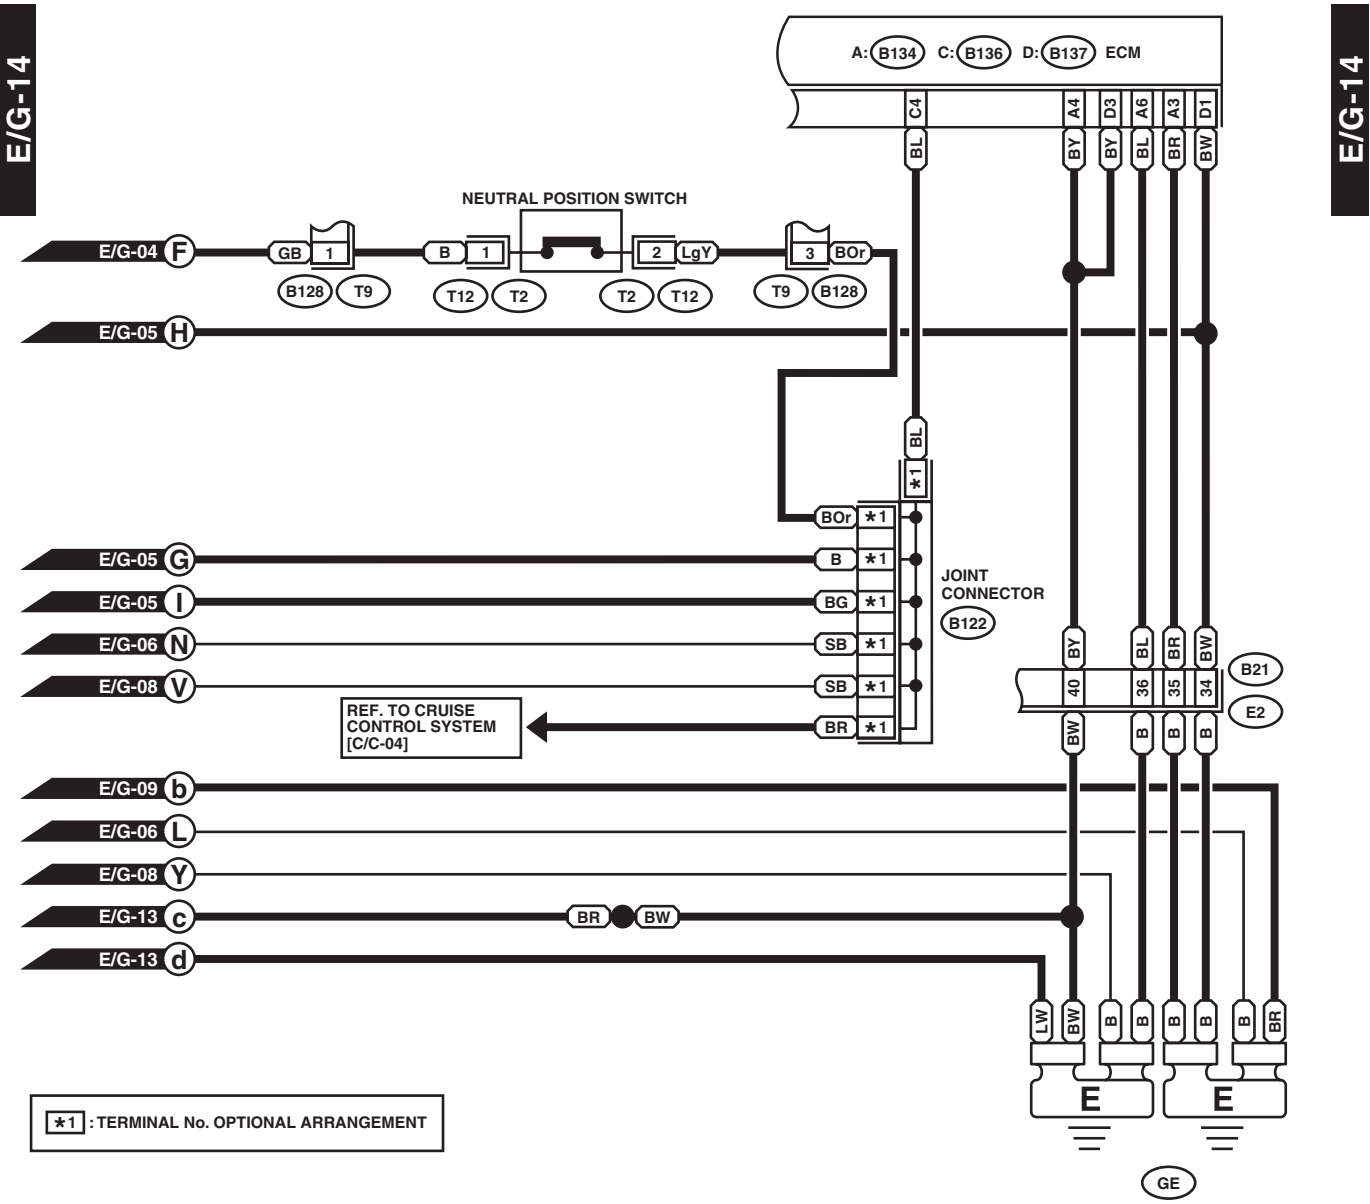 E/G-14
E/G-14
A: B134 C: B136 D: B137 ECM
C4 A4 D3 A6 A3 D1
BL BY BY BL BR BW
NEUTRAL POSITION SWITCH
E/G-04 F GB 1 B 1 2 LgY 3 BOr
B128 T9 T12 T2 T2 T12 T9 B128
E/G-05 H
BL
*1
BOr *1
E/G-05 G B *1
JOINT
CONNECTOR
B122
E/G-05 I BG *1
E/G-06 N SB *1
BY BL BR BW
B21
40 36 35 34
E2
BW B B B
E/G-08 V SB *1
REF. TO CRUISE
CONTROL SYSTEM
[C/C-04]
BR *1
E/G-09 b
E/G-06 L
E/G-08 Y
E/G-13 c BR BW
E/G-13 d
LW BW B B B B B BR
E E
*1 : TERMINAL No. OPTIONAL ARRANGEMENT
GE